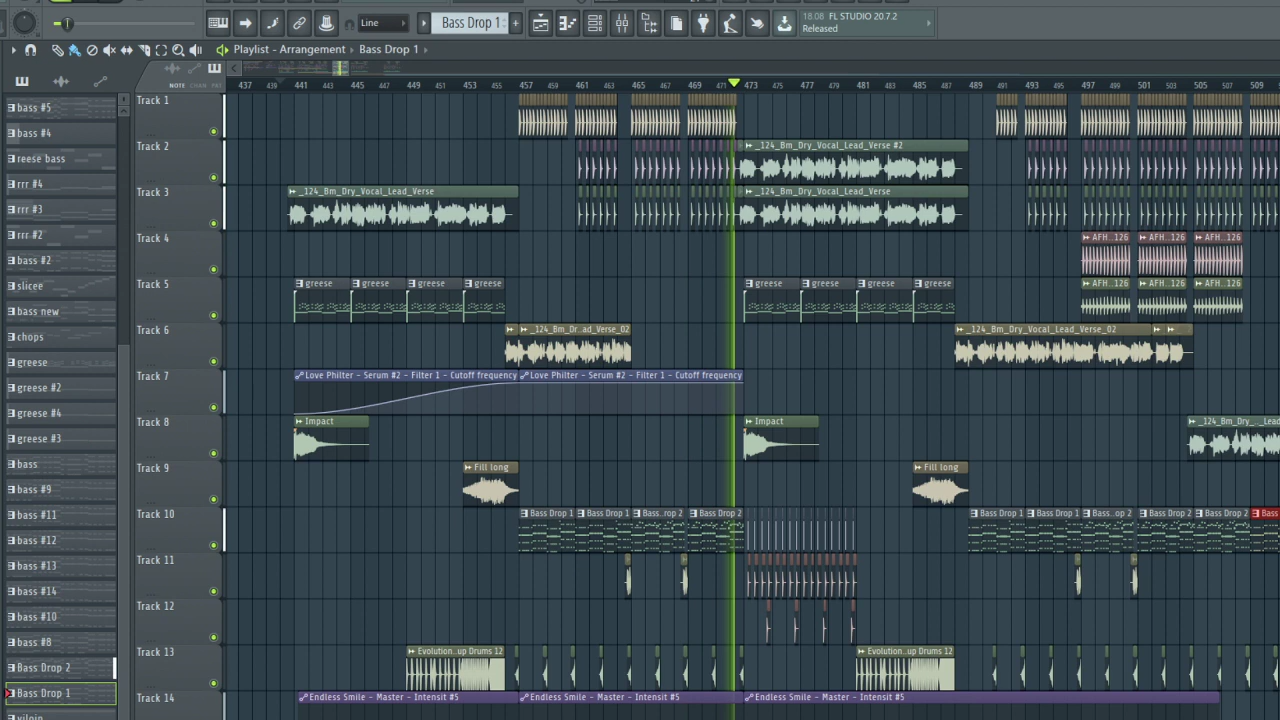 Line
Bass Drop 1
18.08 FL STUDIO 20.7.2
Released
Playlist - Arrangement › Bass Drop 1 ›
NOTE CHAN PAT
437 439 441 443 445 447 449 451 453 455 457 459 461 463 465 467 469 471 473 475 477 479 481 483 485 487 489 491 493 495 497 499 501 503 505 507 509
bass #5
bass #4
reese bass
rrr #4
rrr #3
rrr #2
bass #2
slicee
bass new
chops
greese
greese #2
greese #4
greese #3
bass
bass #9
bass #11
bass #12
bass #13
bass #14
bass #10
bass #8
Bass Drop 2
Bass Drop 1
Track 1
Track 2
_124_Bm_Dry_Vocal_Lead_Verse #2
Track 3
_124_Bm_Dry_Vocal_Lead_Verse
_124_Bm_Dry_Vocal_Lead_Verse
Track 4
AFH..126 AFH..126 AFH..126
Track 5
greese greese greese greese
greese greese greese greese
AFH..126 AFH..126 AFH..126
Track 6
_124_Bm_Dr..ad_Verse_02
_124_Bm_Dry_Vocal_Lead_Verse_02
Track 7
Love Philter - Serum #2 - Filter 1 - Cutoff frequency
Love Philter - Serum #2 - Filter 1 - Cutoff frequency
Track 8
Impact
Impact
_124_Bm_Dry_.._Lead
Track 9
Fill long
Fill long
Track 10
Bass Drop 1 Bass Drop 1 Bass..rop 2 Bass Drop 2
Bass Drop 1 Bass Drop 1 Bass..op 2 Bass Drop 2 Bass Drop 2 Bass
Track 11
Track 12
Track 13
Evolution..up Drums 12
Evolution..up Drums 12
Track 14
Endless Smile - Master - Intensit #5
Endless Smile - Master - Intensit #5
Endless Smile - Master - Intensit #5